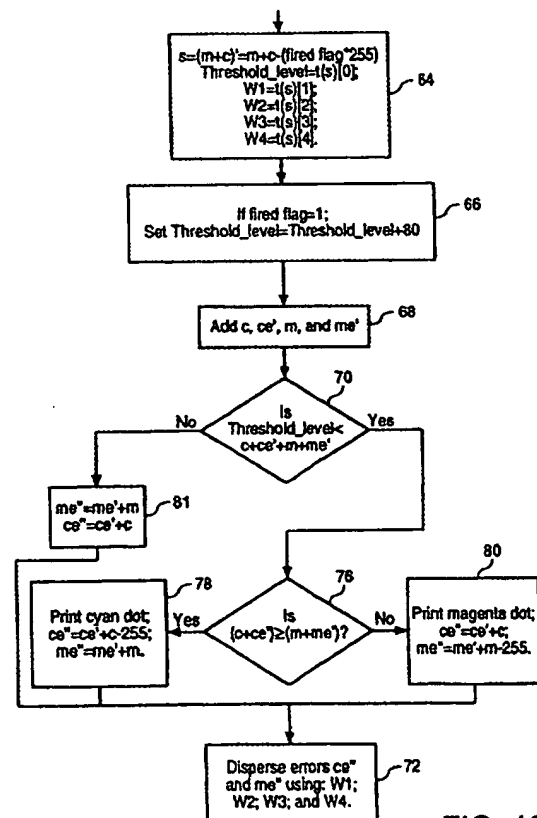 s=(m+c)'=m+c-(fired flag*255)
Threshold_level=t(s)[0];
W1=t(s)[1];
W2=t(s)[2];
W3=t(s)[3];
W4=t(s)[4].
64
If fired flag=1;
Set Threshold_level=Threshold_level+80
66
Add c, ce', m, and me'
68
70
Is
Threshold_level<
c+ce'+m+me'
No
Yes
me"=me'+m
ce"=ce'+c
81
78
Print cyan dot;
ce"=ce'+c-255;
me"=me'+m.
Yes
76
Is
(c+ce')≥(m+me')?
No
80
Print magenta dot;
ce"=ce'+c;
me"=me'+m-255.
Disperse errors ce"
and me" using: W1;
W2; W3; and W4.
72